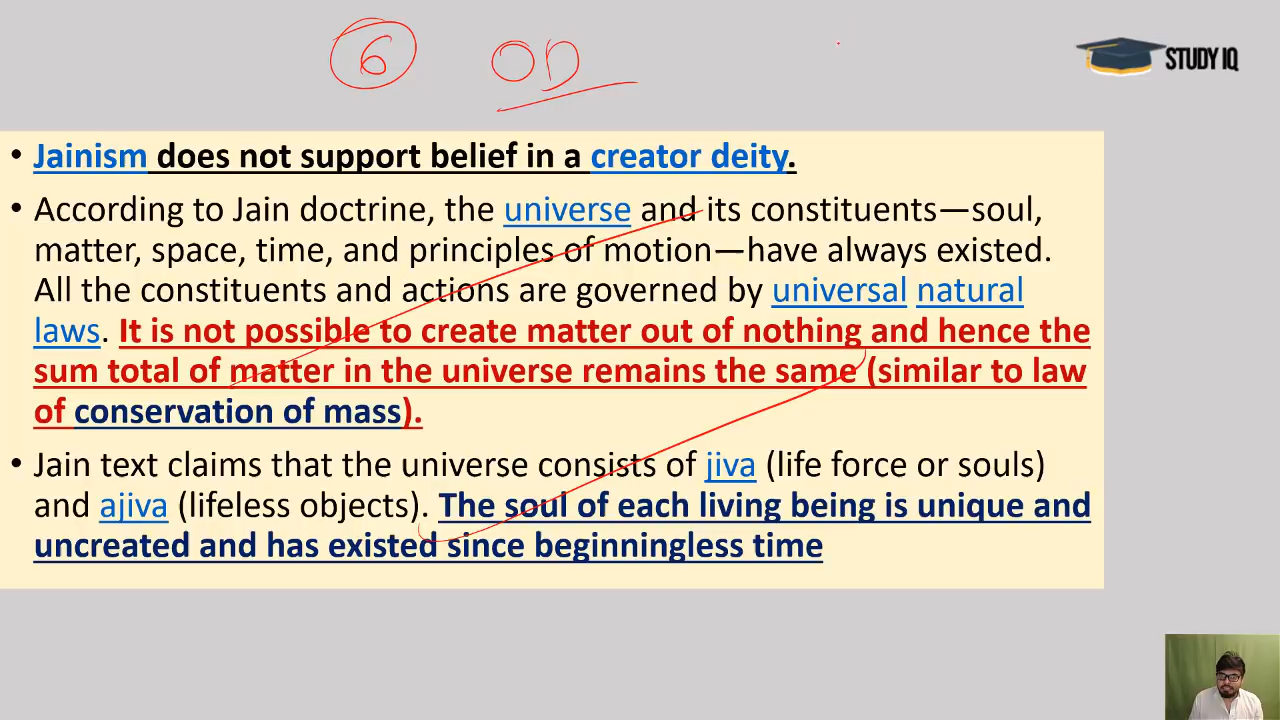 6 OD
STUDY IQ
• Jainism does not support belief in a creator deity.
• According to Jain doctrine, the universe and its constituents—soul,
matter, space, time, and principles of motion—have always existed.
All the constituents and actions are governed by universal natural
laws. It is not possible to create matter out of nothing and hence the
sum total of matter in the universe remains the same (similar to law
of conservation of mass).
• Jain text claims that the universe consists of jiva (life force or souls)
and ajiva (lifeless objects). The soul of each living being is unique and
uncreated and has existed since beginningless time